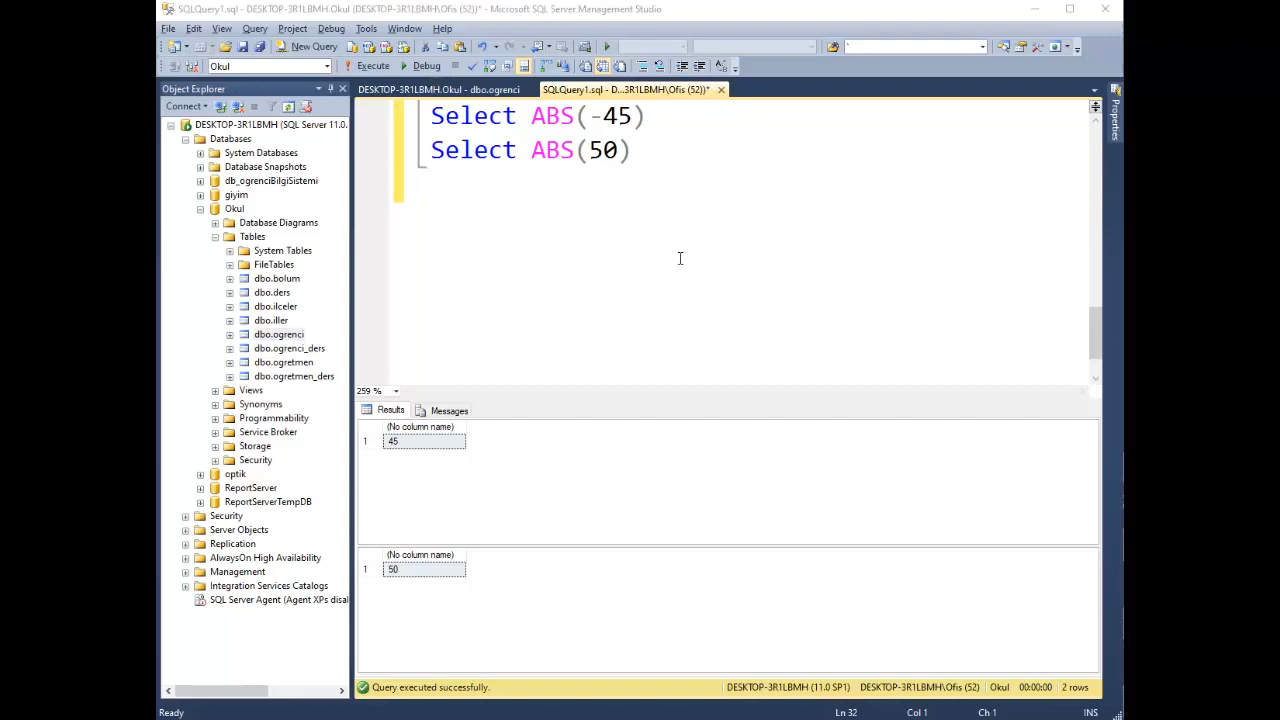 SQLQuery1.sql - DESKTOP-3R1LBMH.Okul (DESKTOP-3R1LBMH\Ofis (52))* - Microsoft SQL Server Management Studio
File Edit View Query Project Debug Tools Window Help
New Query
Okul Execute Debug
Object Explorer
DESKTOP-3R1LBMH.Okul - dbo.ogrenci SQLQuery1.sql - D...3R1LBMH\Ofis (52))*
Connect
DESKTOP-3R1LBMH (SQL Server 11.0.
Databases
System Databases
Database Snapshots
db_ogrenciBilgiSistemi
giyim
Okul
Database Diagrams
Tables
System Tables
FileTables
dbo.bolum
dbo.ders
dbo.ilceler
dbo.iller
dbo.ogrenci
dbo.ogrenci_ders
dbo.ogretmen
dbo.ogretmen_ders
Views
Synonyms
Programmability
Service Broker
Storage
Security
optik
ReportServer
ReportServerTempDB
Security
Server Objects
Replication
AlwaysOn High Availability
Management
Integration Services Catalogs
SQL Server Agent (Agent XPs disal
Select ABS(-45)
Select ABS(50)
259 %
Results Messages
(No column name)
1 45
(No column name)
1 50
Query executed successfully. DESKTOP-3R1LBMH (11.0 SP1) DESKTOP-3R1LBMH\Ofis (52) Okul 00:00:00 2 rows
Properties
Ready Ln 32 Col 1 Ch 1 INS